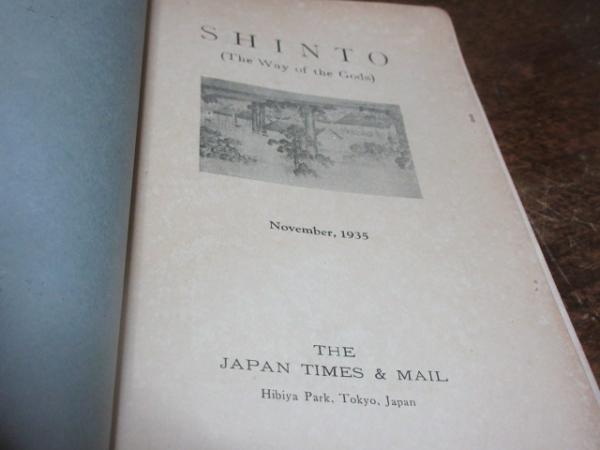 SHINTO
(The Way of the Gods)
November, 1935
THE
JAPAN TIMES & MAIL
Hibiya Park, Tokyo, Japan